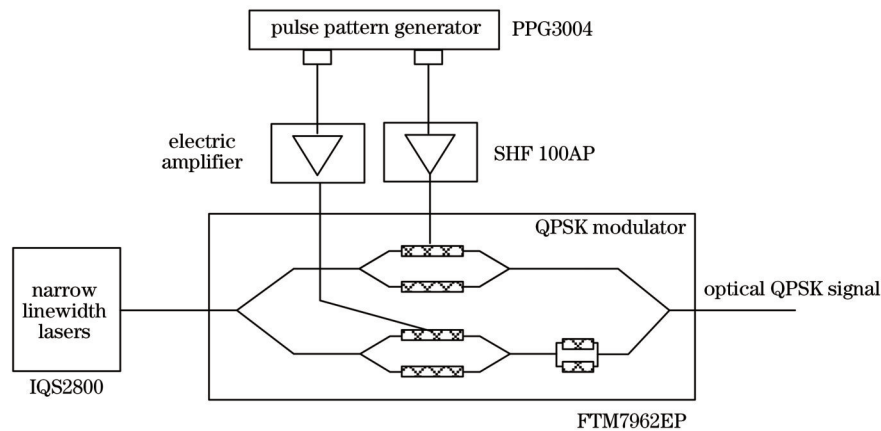 pulse pattern generator
PPG3004
electric
amplifier
SHF 100AP
QPSK modulator
narrow
linewidth
lasers
optical QPSK signal
IQS2800
FTM7962EP